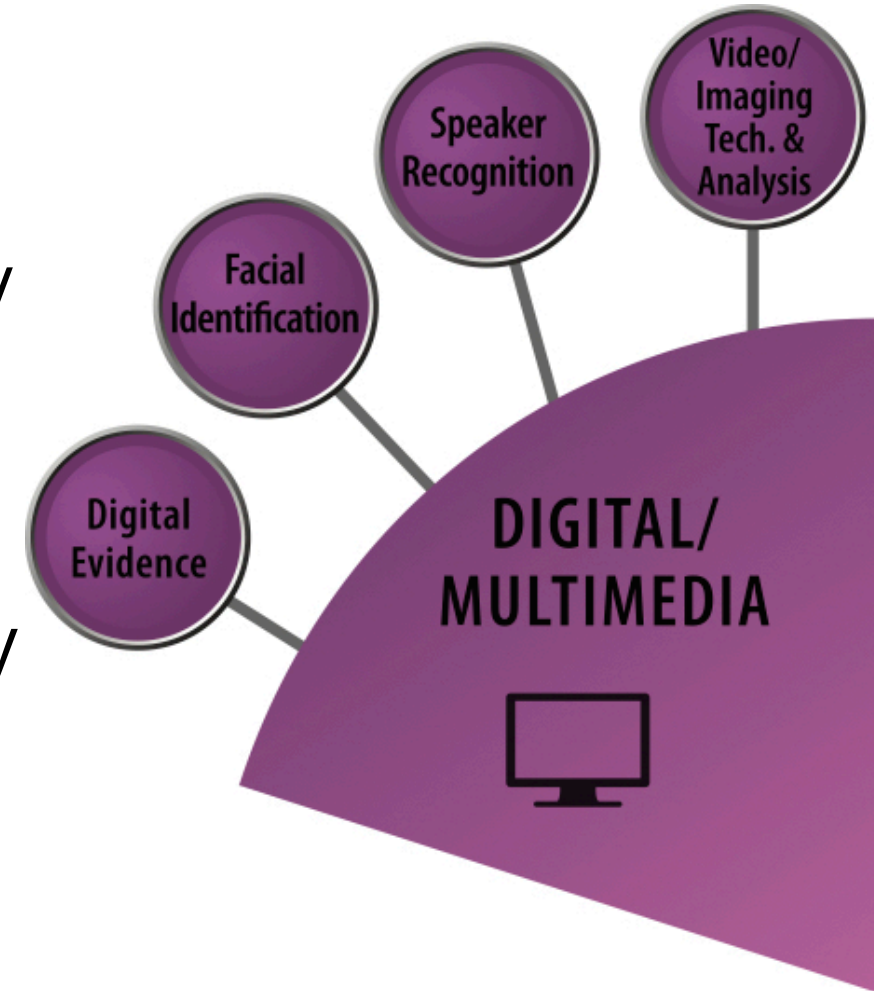 Video/
Imaging
Tech. &
Analysis
Speaker
Recognition
Facial
Identification
Digital
Evidence
DIGITAL/
MULTIMEDIA
y
y